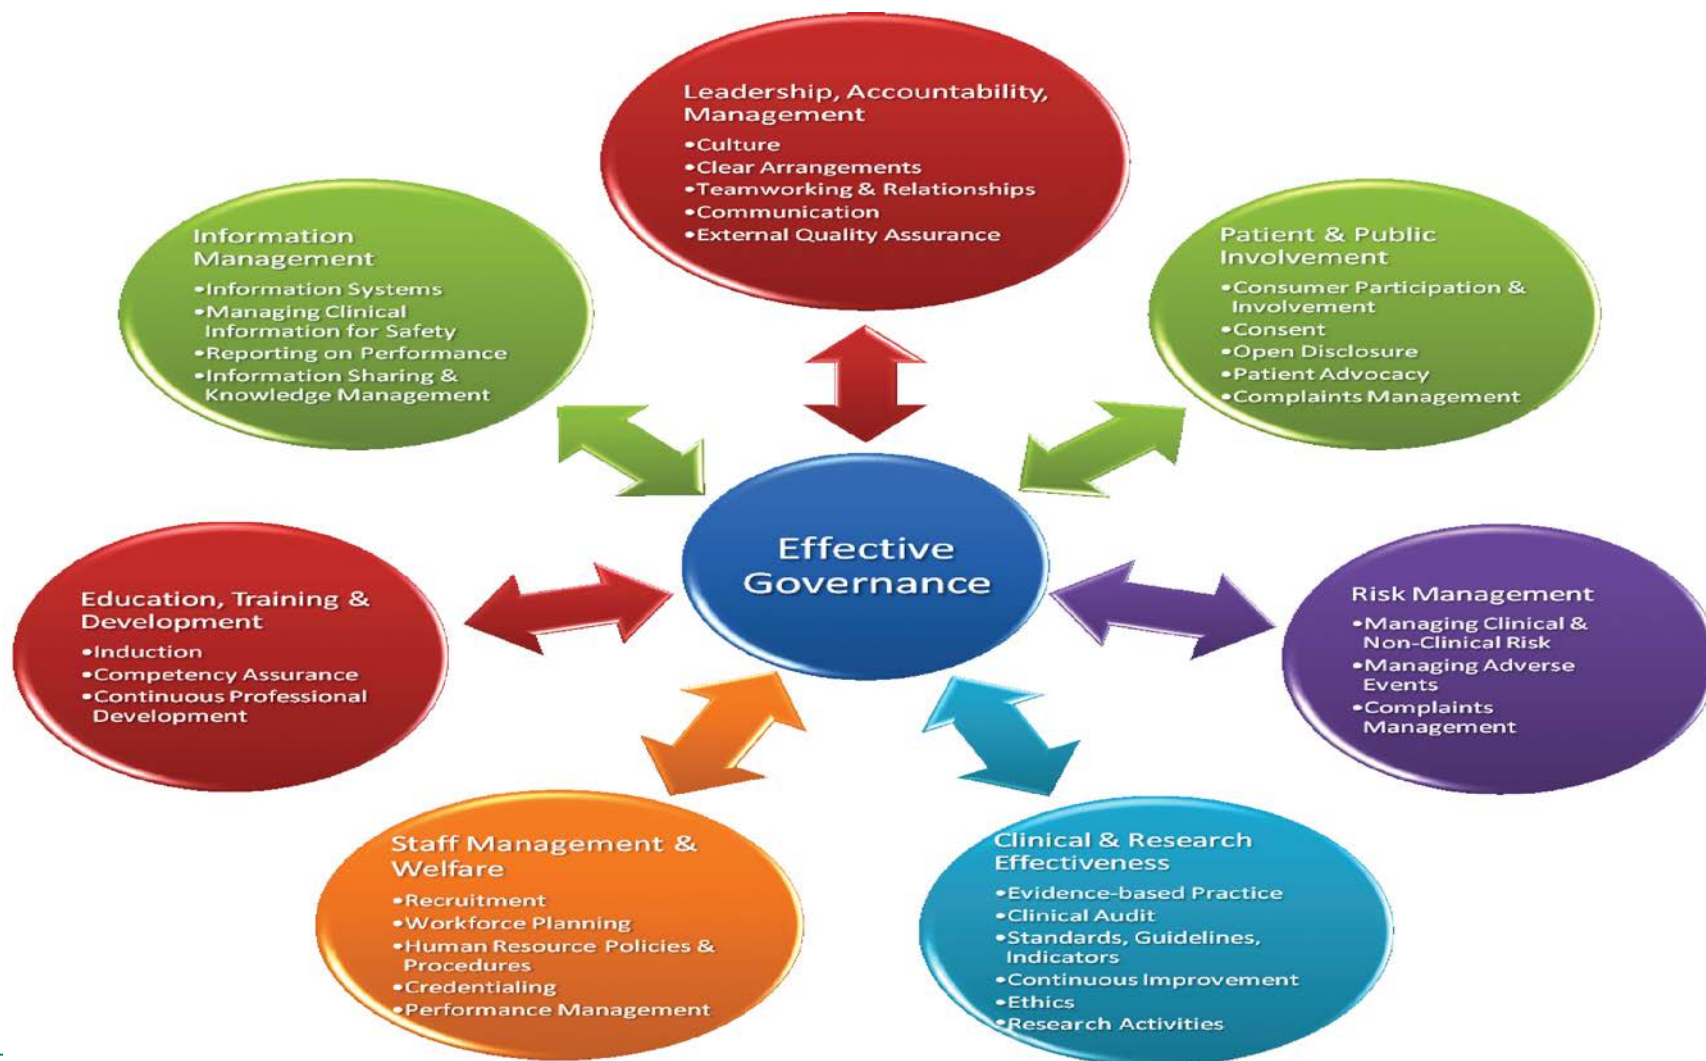 Leadership, Accountability,
Management
•Culture
•Clear Arrangements
•Teamworking & Relationships
•Communication
•External Quality Assurance
Information
Management
•Information Systems
•Managing Clinical
Information for Safety
•Reporting on Performance
•Information Sharing &
Knowledge Management
Patient & Public
Involvement
•Consumer Participation &
Involvement
•Consent
•Open Disclosure
•Patient Advocacy
•Complaints Management
Effective
Governance
Education, Training &
Development
•Induction
•Competency Assurance
•Continuous Professional
Development
Risk Management
•Managing Clinical &
Non-Clinical Risk
•Managing Adverse
Events
•Complaints
Management
Staff Management &
Welfare
•Recruitment
•Workforce Planning
•Human Resource Policies &
Procedures
•Credentialing
•Performance Management
Clinical & Research
Effectiveness
•Evidence-based Practice
•Clinical Audit
•Standards, Guidelines,
Indicators
•Continuous Improvement
•Ethics
•Research Activities